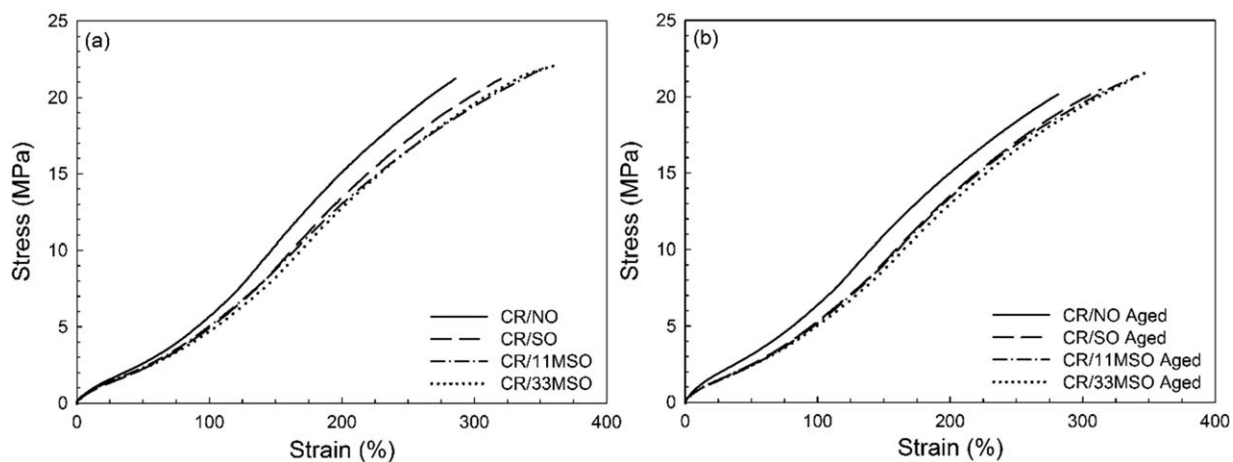 (a)
25
20
15
10
5
0
Stress (MPa)
CR/NO
CR/SO
CR/11MSO
CR/33MSO
0 100 200 300 400
Strain (%)
(b)
25
20
15
10
5
0
Stress (MPa)
CR/NO Aged
CR/SO Aged
CR/11MSO Aged
CR/33MSO Aged
0 100 200 300 400
Strain (%)